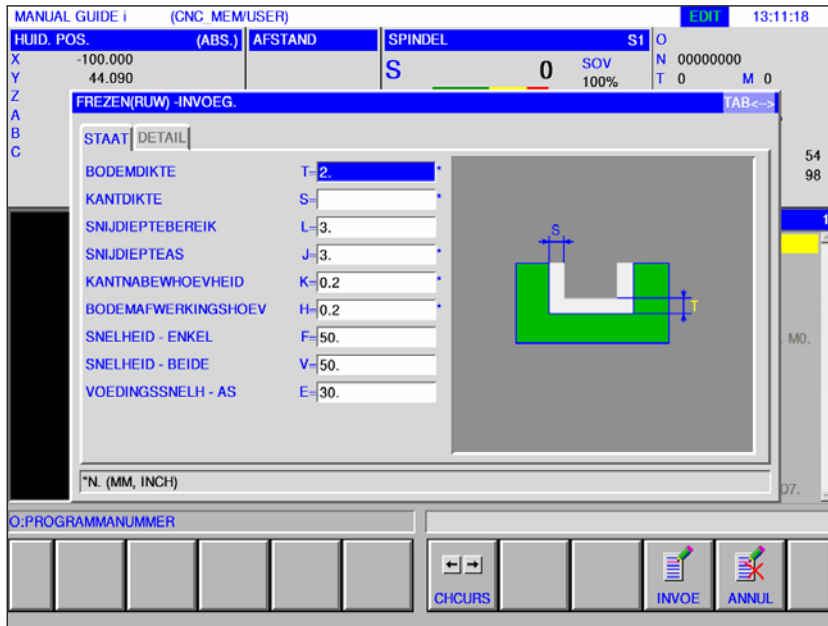 MANUAL GUIDE i (CNC_MEM/USER) EDIT 13:11:18
HUID. POS. (ABS.) AFSTAND SPINDEL S1 O
X -100.000 S 0 SOV N 00000000
Y 44.090 100% T 0 M 0
Z
A
B
C
54
98
FREZEN(RUW) -INVOEG. TAB<-->
STAAT DETAIL
BODEMDIKTE T=2. *
KANTDIKTE S= *
SNIJDIEPTEBEREIK L=3.
SNIJDIEPTEAS J=3. *
KANTNABEWHOEVHEID K=0.2 *
BODEMAFWERKINGSHOEV H=0.2 *
SNELHEID - ENKEL F=50.
SNELHEID - BEIDE V=50.
VOEDINGSSNELH - AS E=30.
S
T
1
M0.
D7.
"N. (MM, INCH)
O:PROGRAMMANUMMER
CHCURS INVOE ANNUL